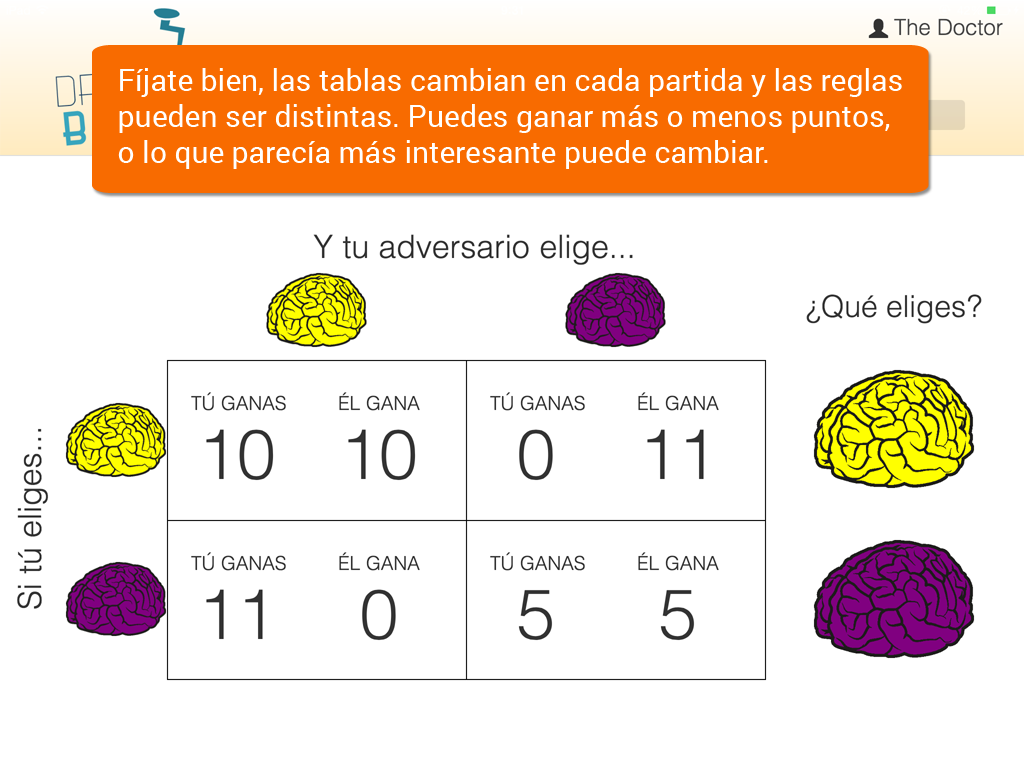 The Doctor
Fíjate bien, las tablas cambian en cada partida y las reglas
pueden ser distintas. Puedes ganar más o menos puntos,
o lo que parecía más interesante puede cambiar.
Y tu adversario elige...
¿Qué eliges?
Si tú eliges...
TÚ GANAS ÉL GANA TÚ GANAS ÉL GANA
10 10 0 11
TÚ GANAS ÉL GANA TÚ GANAS ÉL GANA
11 0 5 5